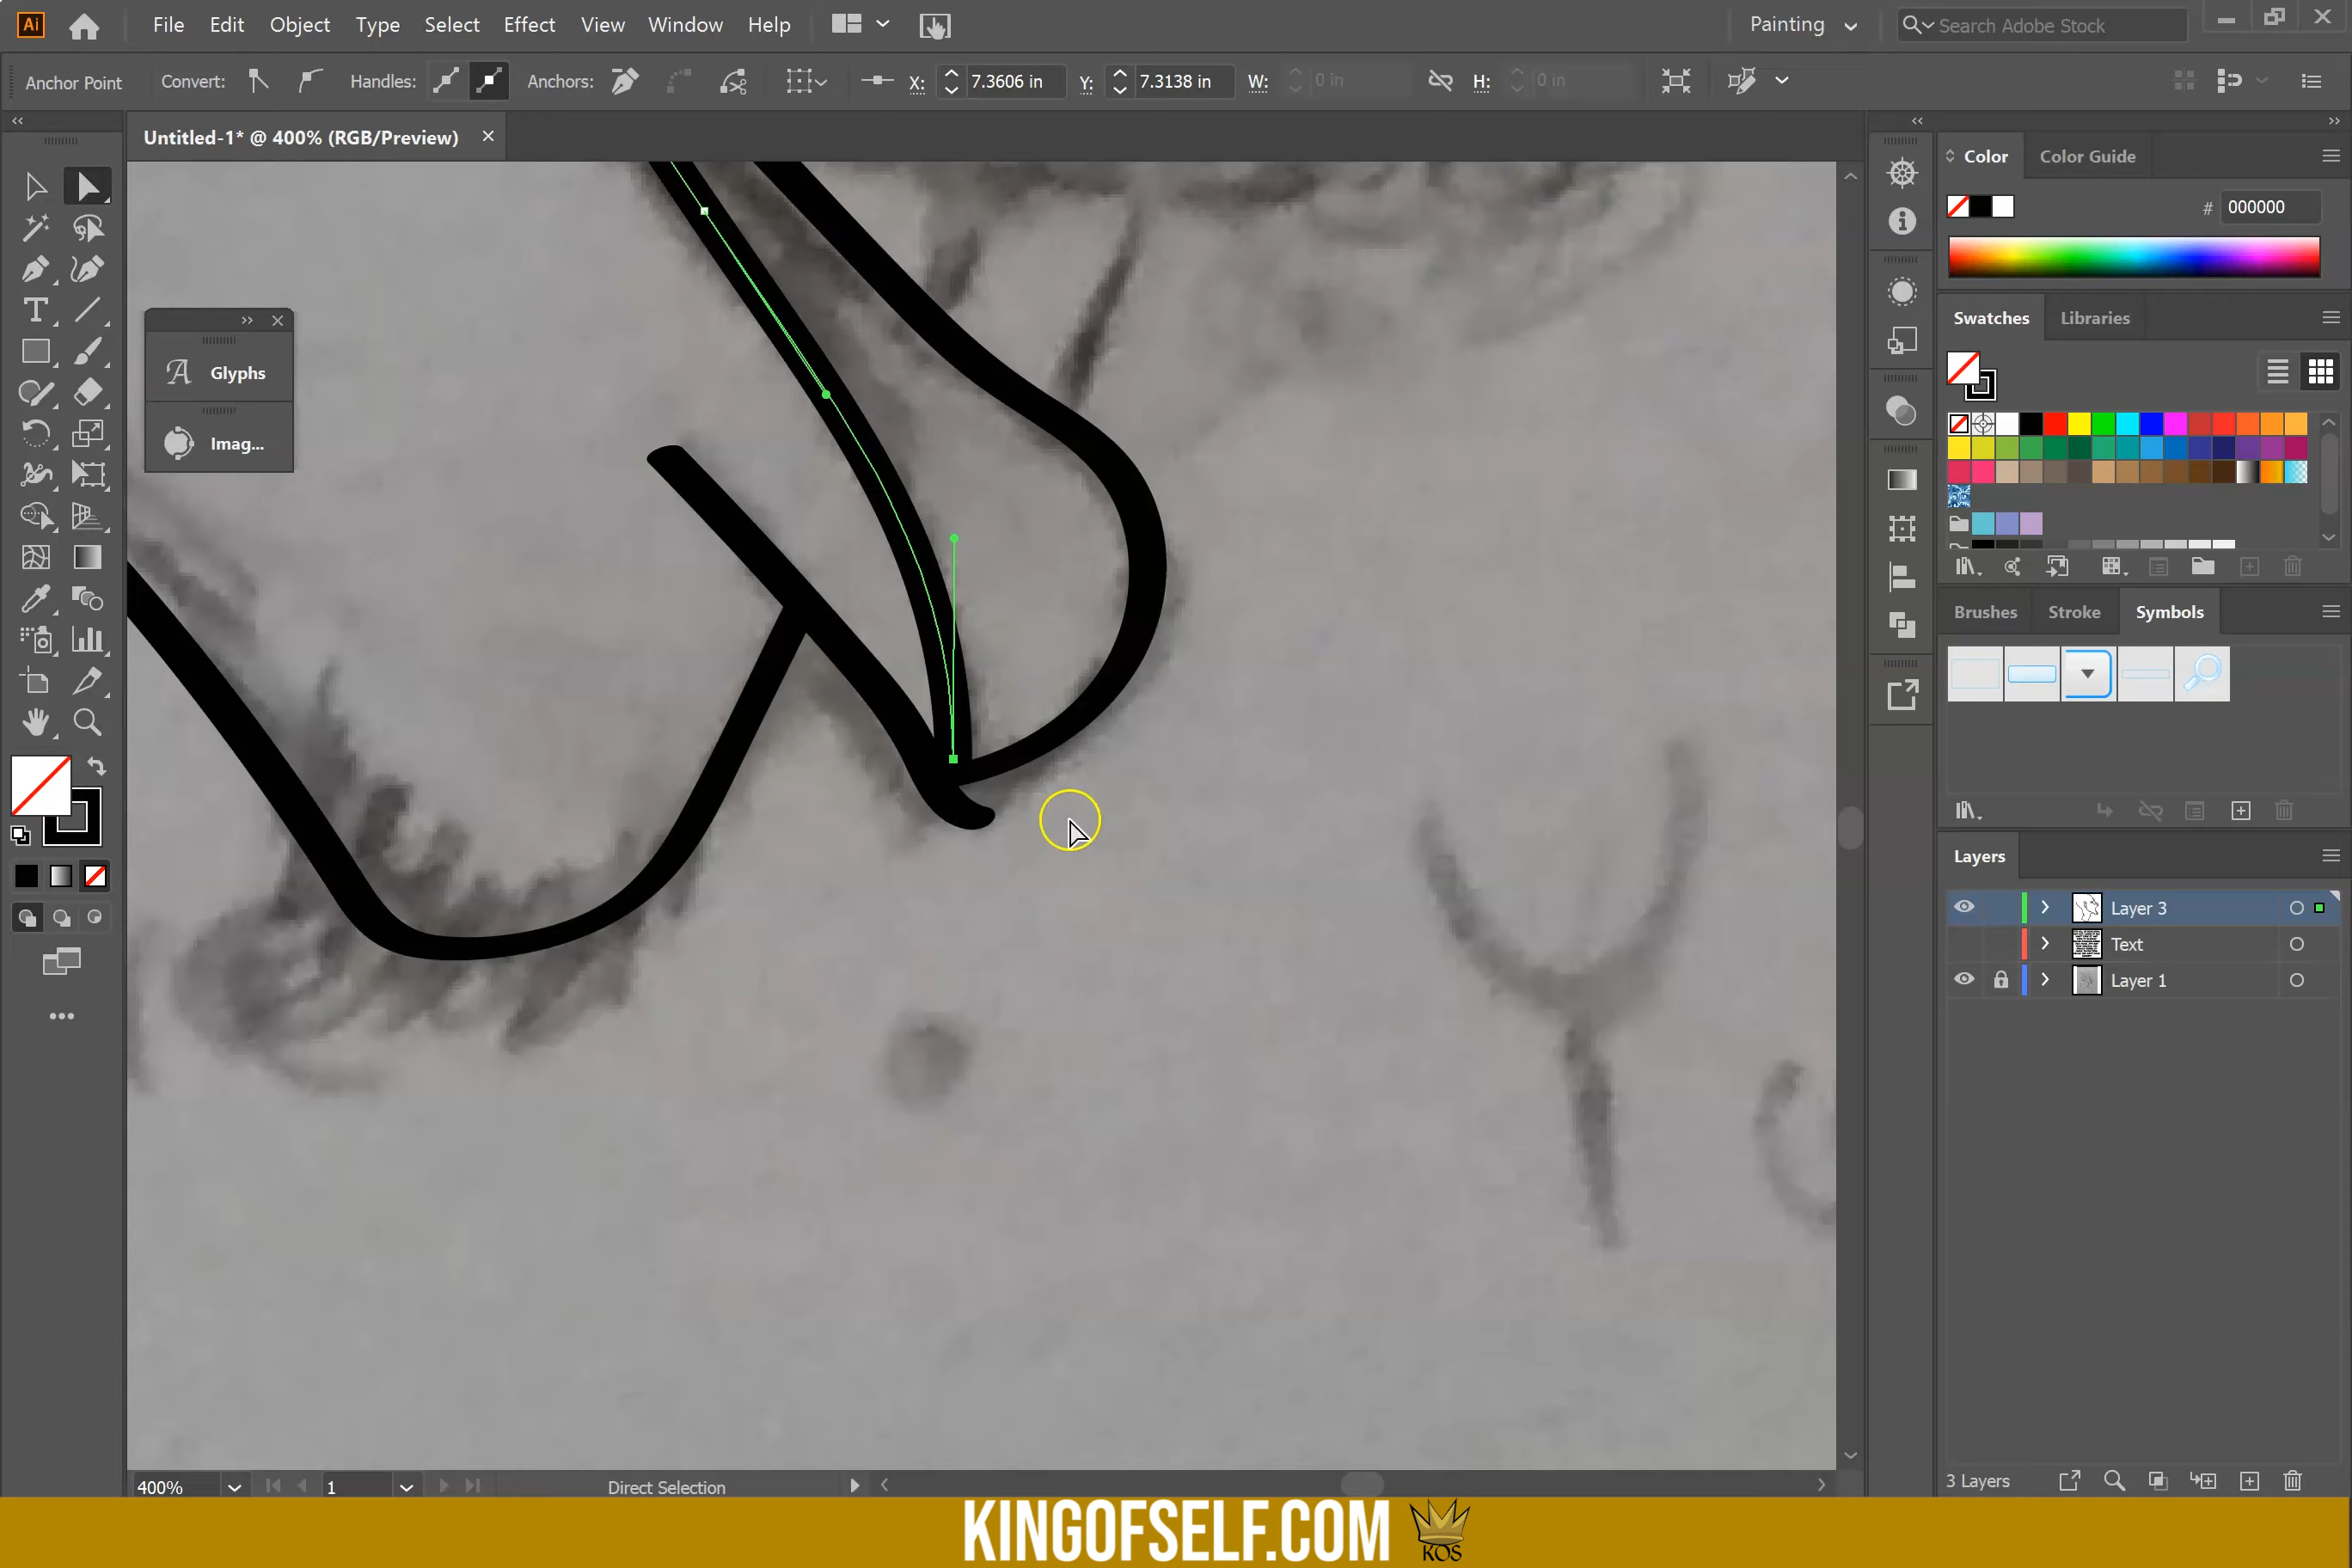 Ai File Edit Object Type Select Effect View Window Help Painting Search Adobe Stock
Anchor Point Convert: Handles: Anchors: X: 7.3606 in Y: 7.3138 in W: 0 in H: 0 in
Untitled-1* @ 400% (RGB/Preview)
Glyphs
Imag...
Color Color Guide
# 000000
Swatches Libraries
Brushes Stroke Symbols
Layers
Layer 3
Text
Layer 1
3 Layers
400% 1 Direct Selection
KINGOFSELF.COM KOS